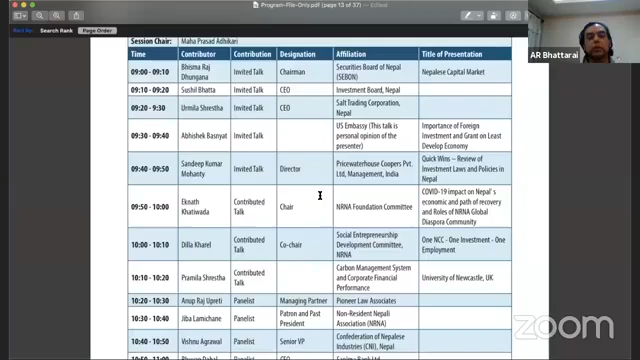 Program-File-Only.pdf (page 13 of 37)
Edited
Sort by: Search Rank Page Order
AR Bhattarai
Session Chair: Maha Prasad Adhikari
Time Contributor Contribution Designation Affiliation Title of Presentation
09:00 - 09:10 Bhisma Raj Dhungana Invited Talk Chairman Securities Board of Nepal (SEBON) Nepalese Capital Market
09:10 - 09:20 Sushil Bhatta Invited Talk CEO Investment Board, Nepal
09:20 - 9:30 Urmila Shrestha Invited Talk CEO Salt Trading Corporation, Nepal
09:30 - 09:40 Abhishek Basnyat Invited Talk US Embassy (This talk is personal opinion of the presenter) Importance of Foreign Investment and Grant on Least Develop Economy
09:40 - 09:50 Sandeep Kumar Mohanty Invited Talk Director Pricewaterhouse Coopers Pvt. Ltd, Management, India Quick Wins – Review of Investment Laws and Policies in Nepal
09:50 - 10:00 Eknath Khatiwada Contributed Talk Chair NRNA Foundation Committee COVID-19 impact on Nepal's economic and path of recovery and Roles of NRNA Global Diaspora Community
10:00 - 10:10 Dilla Kharel Contributed Talk Co-chair Social Entrepreneurship Development Committee, NRNA One NCC - One Investment - One Employment
10:10 - 10:20 Pramila Shrestha Contributed Talk Carbon Management System and Corporate Financial Performance University of Newcastle, UK
10:20 - 10:30 Anup Raj Upreti Panelist Managing Partner Pioneer Law Associates
10:30 - 10:40 Jiba Lamichane Panelist Patron and Past President Non-Resident Nepali Association (NRNA)
10:40 - 10:50 Vishnu Agrawal Panelist Senior VP Confederation of Nepalese Industries (CNI), Nepal
Panelist CEO
zoom